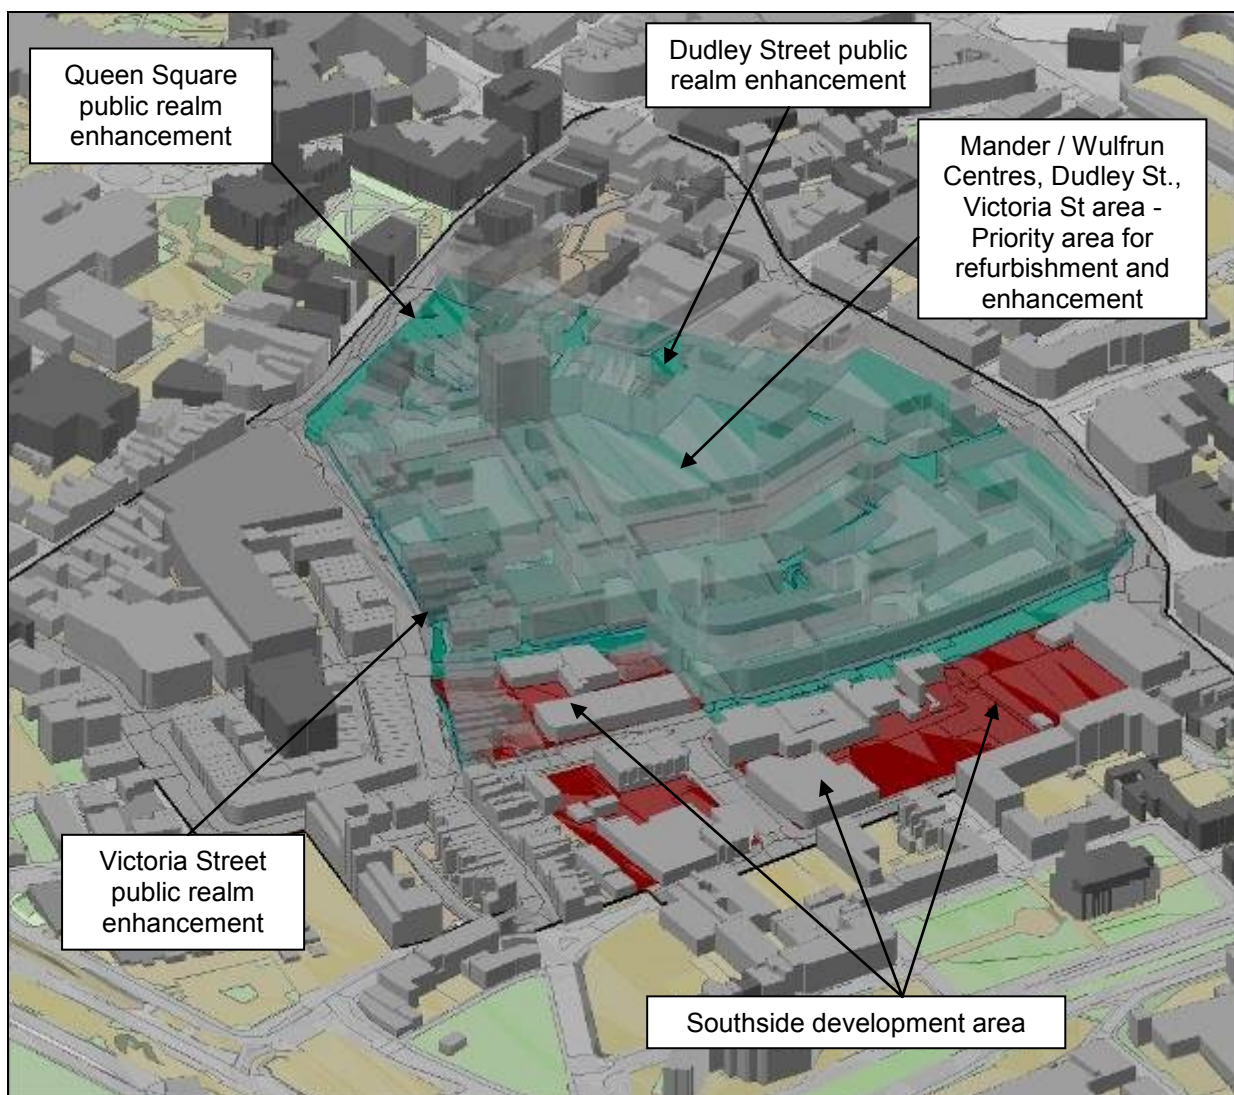 Queen Square
public realm
enhancement
Dudley Street public
realm enhancement
Mander / Wulfrun
Centres, Dudley St.,
Victoria St area -
Priority area for
refurbishment and
enhancement
Victoria Street
public realm
enhancement
Southside development area